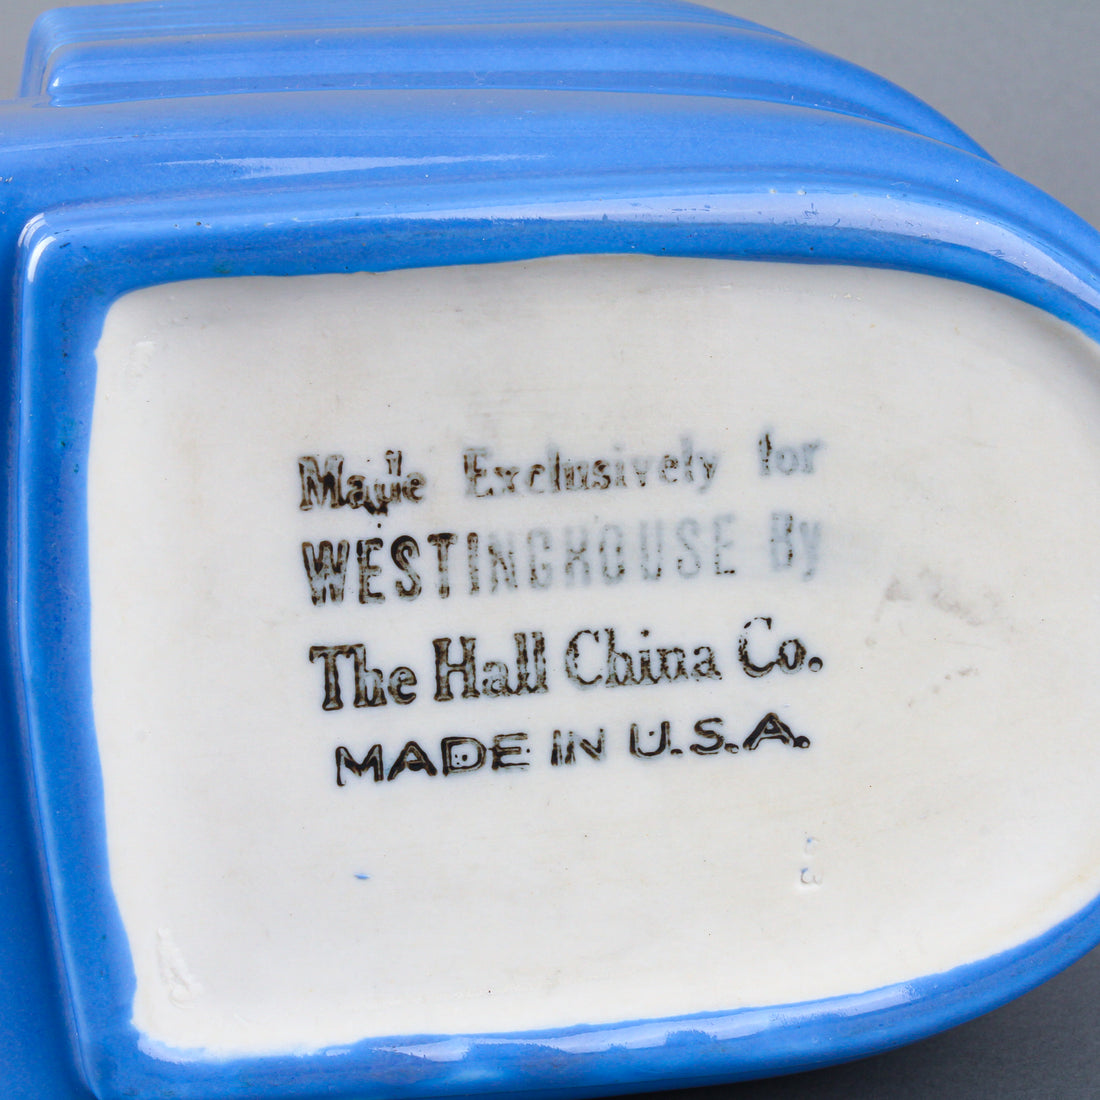 Made Exclusively for
WESTINGHOUSE By
The Hall China Co.
MADE IN U.S.A.